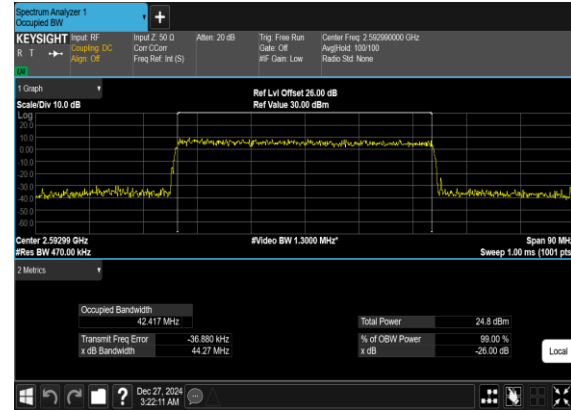 Spectrum Analyzer 1
Occupied BW
KEYSIGHT
R T
LU
Input: RF
Coupling: DC
Align: Off
Input Z: 50 Ω
Corr CCorr
Freq Ref: Int (S)
Atten: 20 dB
Trig: Free Run
Gate: Off
#IF Gain: Low
Center Freq: 2.592990000 GHz
Avg|Hold: 100/100
Radio Std: None
1 Graph
Scale/Div 10.0 dB
Ref Lvl Offset 26.00 dB
Ref Value 30.00 dBm
Log
20.0
10.0
0.00
-10.0
-20.0
-30.0
-40.0
-50.0
-60.0
Center 2.59299 GHz
#Res BW 470.00 kHz
#Video BW 1.3000 MHz*
Span 90 MHz
Sweep 1.00 ms (1001 pts
2 Metrics
Occupied Bandwidth
42.417 MHz
Total Power 24.8 dBm
Transmit Freq Error -36.880 kHz
% of OBW Power 99.00 %
x dB Bandwidth 44.27 MHz
x dB -26.00 dB
Local
?
Dec 27, 2024
3:22:11 AM